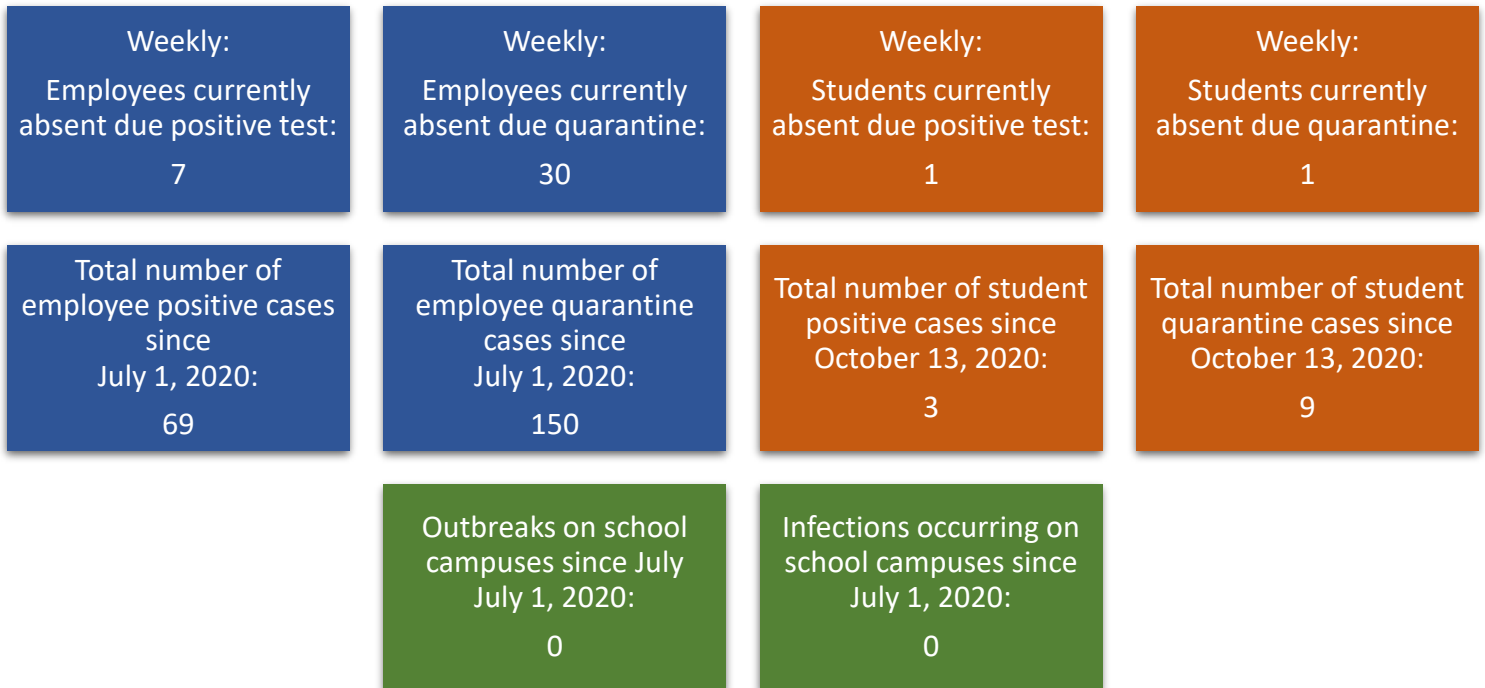 Weekly:
Employees currently
absent due positive test:
7
Weekly:
Employees currently
absent due quarantine:
30
Weekly:
Students currently
absent due positive test:
1
Weekly:
Students currently
absent due quarantine:
1
Total number of
employee positive cases
since
July 1, 2020:
69
Total number of
employee quarantine
cases since
July 1, 2020:
150
Total number of student
positive cases since
October 13, 2020:
3
Total number of student
quarantine cases since
October 13, 2020:
9
Outbreaks on school
campuses since July
July 1, 2020:
0
Infections occurring on
school campuses since
July 1, 2020:
0